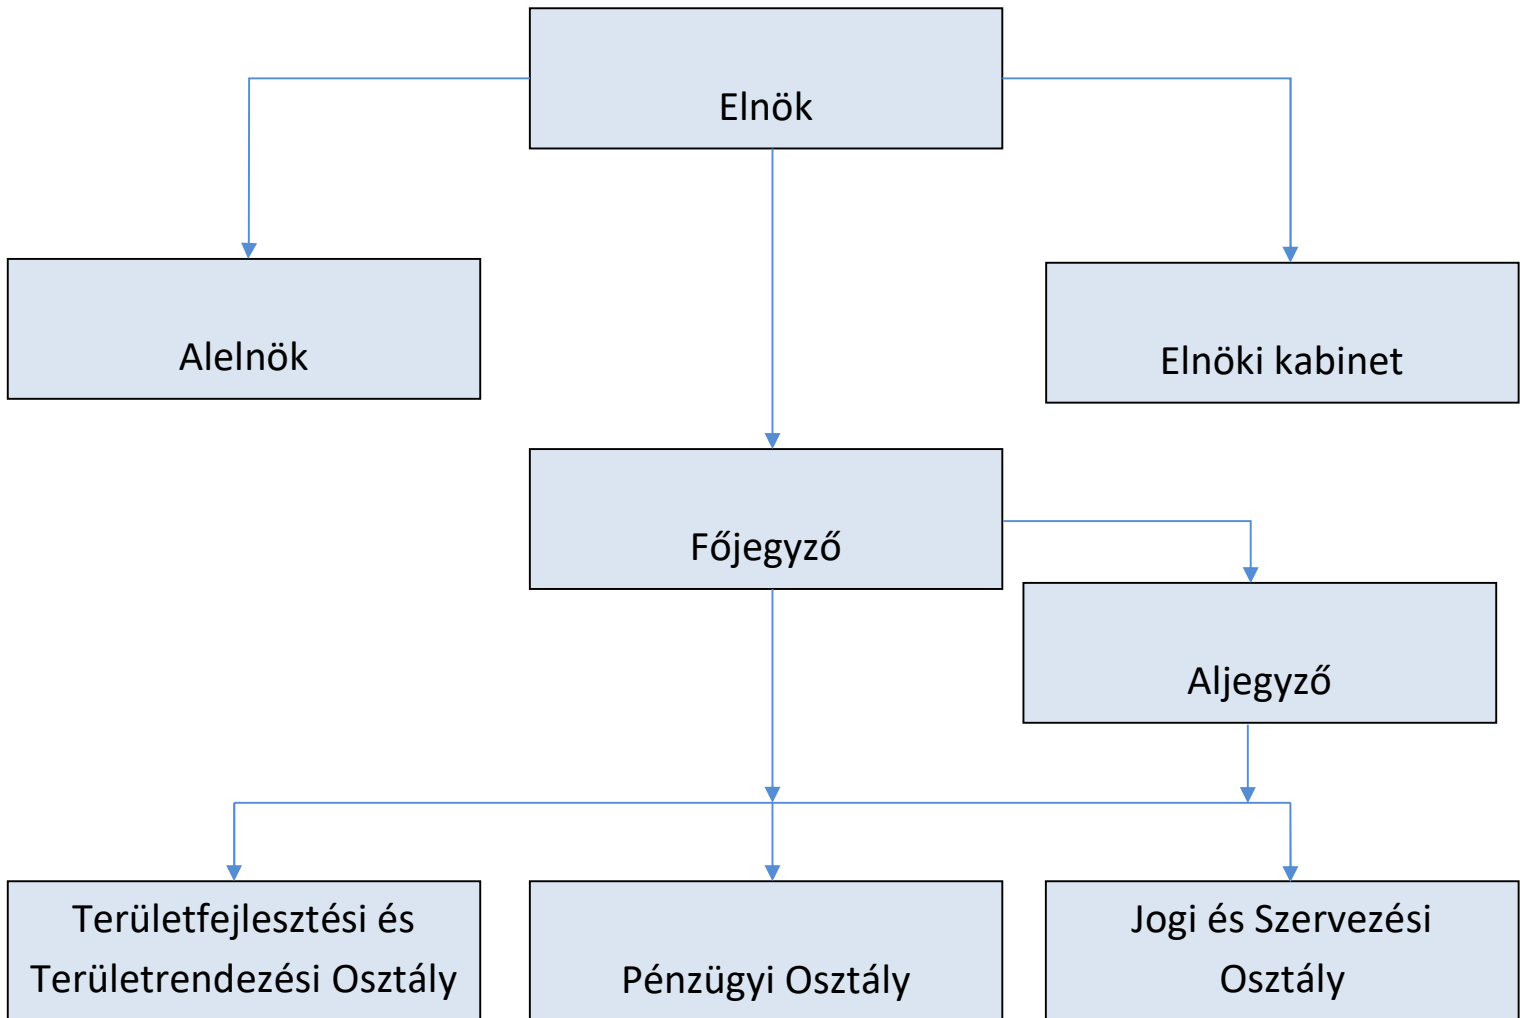 Elnök
Alelnök
Elnöki kabinet
Főjegyző
Aljegyző
Területfejlesztési és
Területrendezési Osztály
Pénzügyi Osztály
Jogi és Szervezési
Osztály